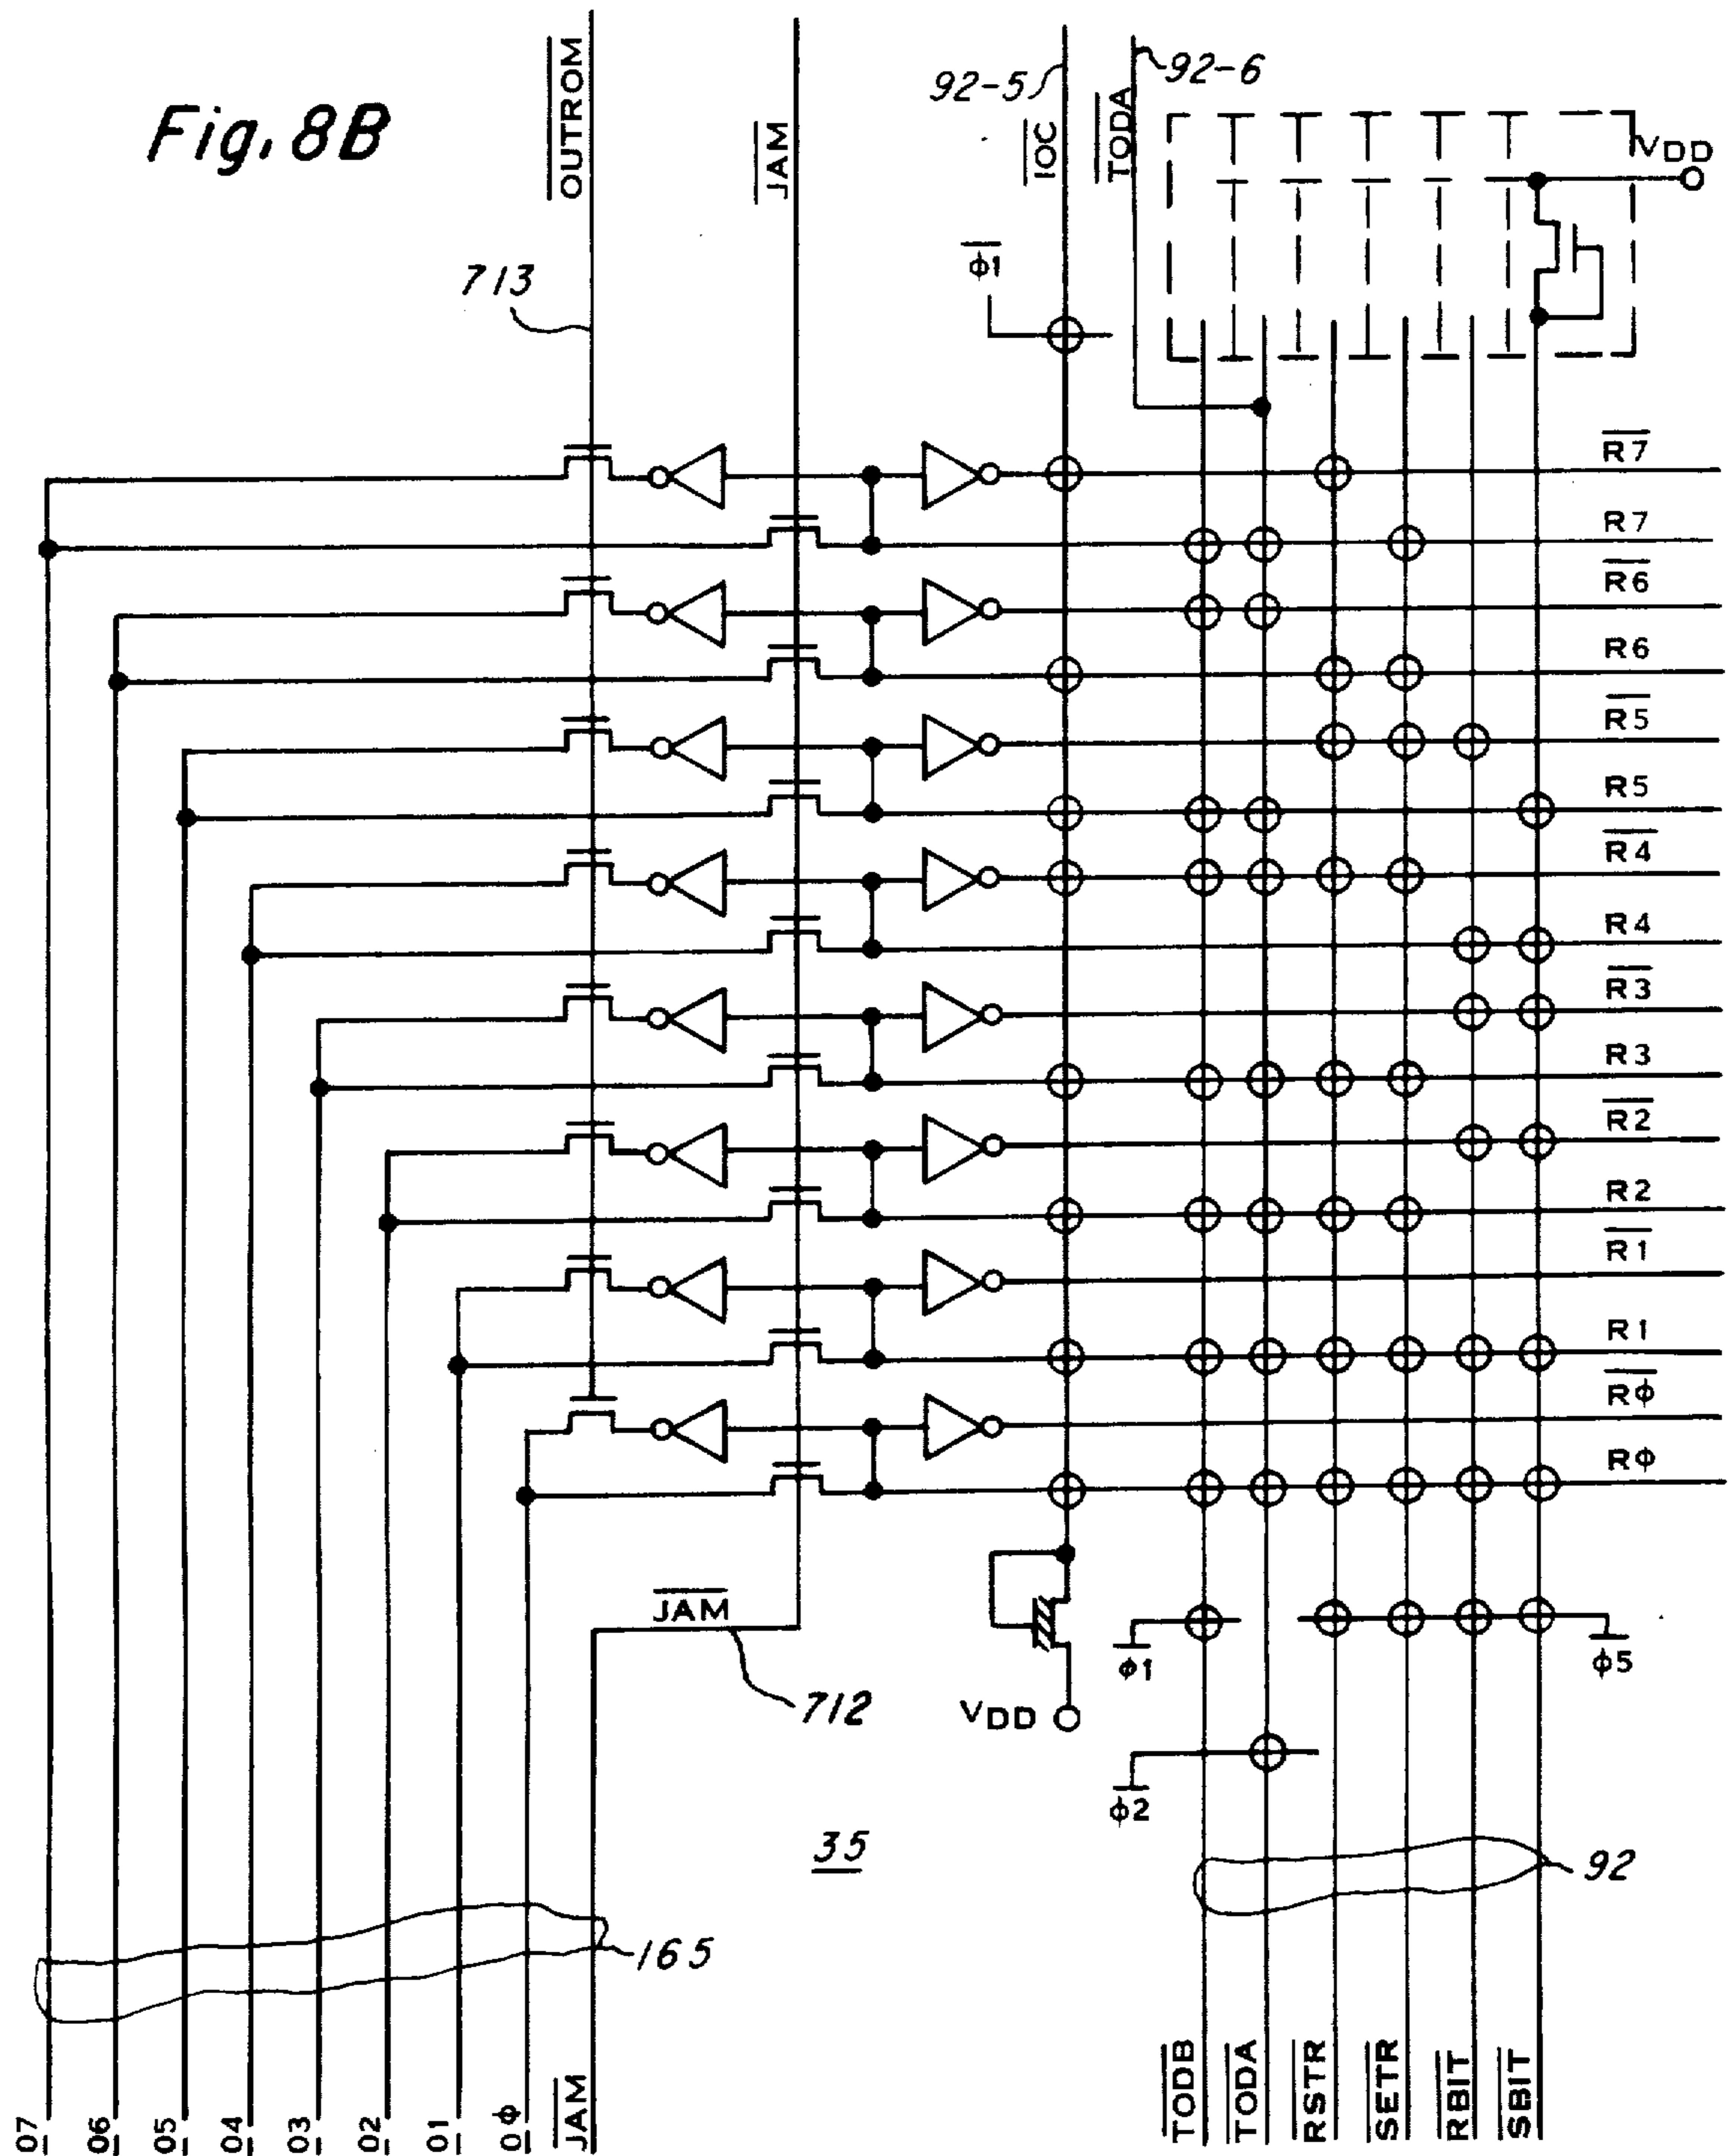 Fig. 8B
OUTROM
JAM
92-5
IOC
92-6
TODA
VDD
713
φ1
R7
R7
R6
R6
R5
R5
R4
R4
R3
R3
R2
R2
R1
R1
Rφ
Rφ
JAM
712
VDD
φ1
φ5
φ2
35
92
165
07
06
05
04
03
02
01
0φ
JAM
TODB
TODA
RSTR
SETR
RBIT
SBIT